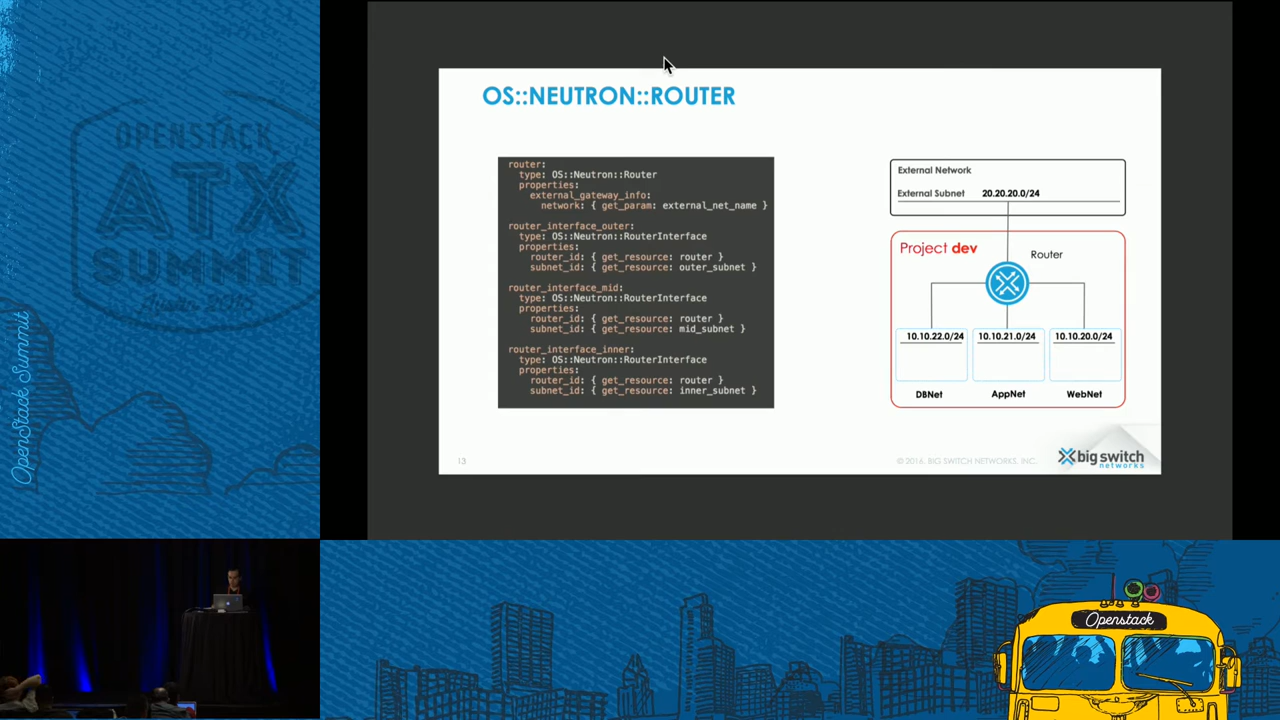 OPENSTACK
ATX
SUMMIT
OpenStack Summit
OS::NEUTRON::ROUTER
router:
type: OS::Neutron::Router
properties:
external_gateway_info:
network: { get_param: external_net_name }
router_interface_outer:
type: OS::Neutron::RouterInterface
properties:
router_id: { get_resource: router }
subnet_id: { get_resource: outer_subnet }
router_interface_mid:
type: OS::Neutron::RouterInterface
properties:
router_id: { get_resource: router }
subnet_id: { get_resource: mid_subnet }
router_interface_inner:
type: OS::Neutron::RouterInterface
properties:
router_id: { get_resource: router }
subnet_id: { get_resource: inner_subnet }
External Network
External Subnet 20.20.20.0/24
Project dev
Router
10.10.22.0/24 10.10.21.0/24 10.10.20.0/24
DBNet AppNet WebNet
13
© 2016, BIG SWITCH NETWORKS, INC.
big switch
networks
Openstack